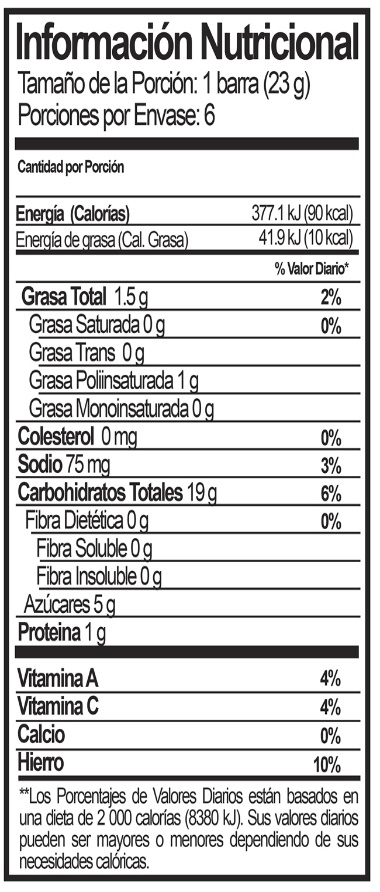 Información Nutricional
Tamaño de la Porción: 1 barra (23 g)
Porciones por Envase: 6
Cantidad por Porción
Energía (Calorías) 377.1 kJ (90 kcal)
Energía de grasa (Cal. Grasa) 41.9 kJ (10 kcal)
% Valor Diario*
Grasa Total 1.5 g 2%
Grasa Saturada 0 g 0%
Grasa Trans 0 g
Grasa Poliinsaturada 1 g
Grasa Monoinsaturada 0 g
Colesterol 0 mg 0%
Sodio 75 mg 3%
Carbohidratos Totales 19 g 6%
Fibra Dietética 0 g 0%
Fibra Soluble 0 g
Fibra Insoluble 0 g
Azúcares 5 g
Proteina 1 g
Vitamina A 4%
Vitamina C 4%
Calcio 0%
Hierro 10%
**Los Porcentajes de Valores Diarios están basados en
una dieta de 2 000 calorías (8380 kJ). Sus valores diarios
pueden ser mayores o menores dependiendo de sus
necesidades calóricas.